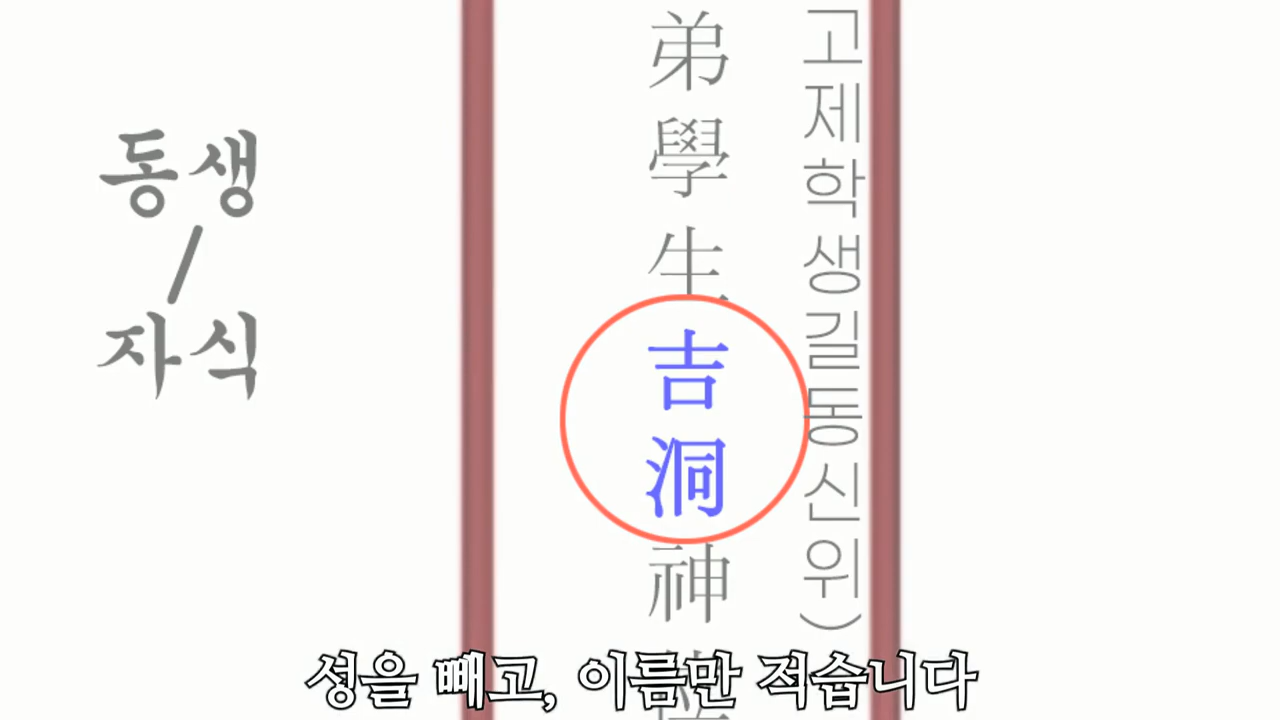 동생
/
자식
弟學生吉洞神位
고제학생길동신위)
성을 빼고, 이름만 적습니다